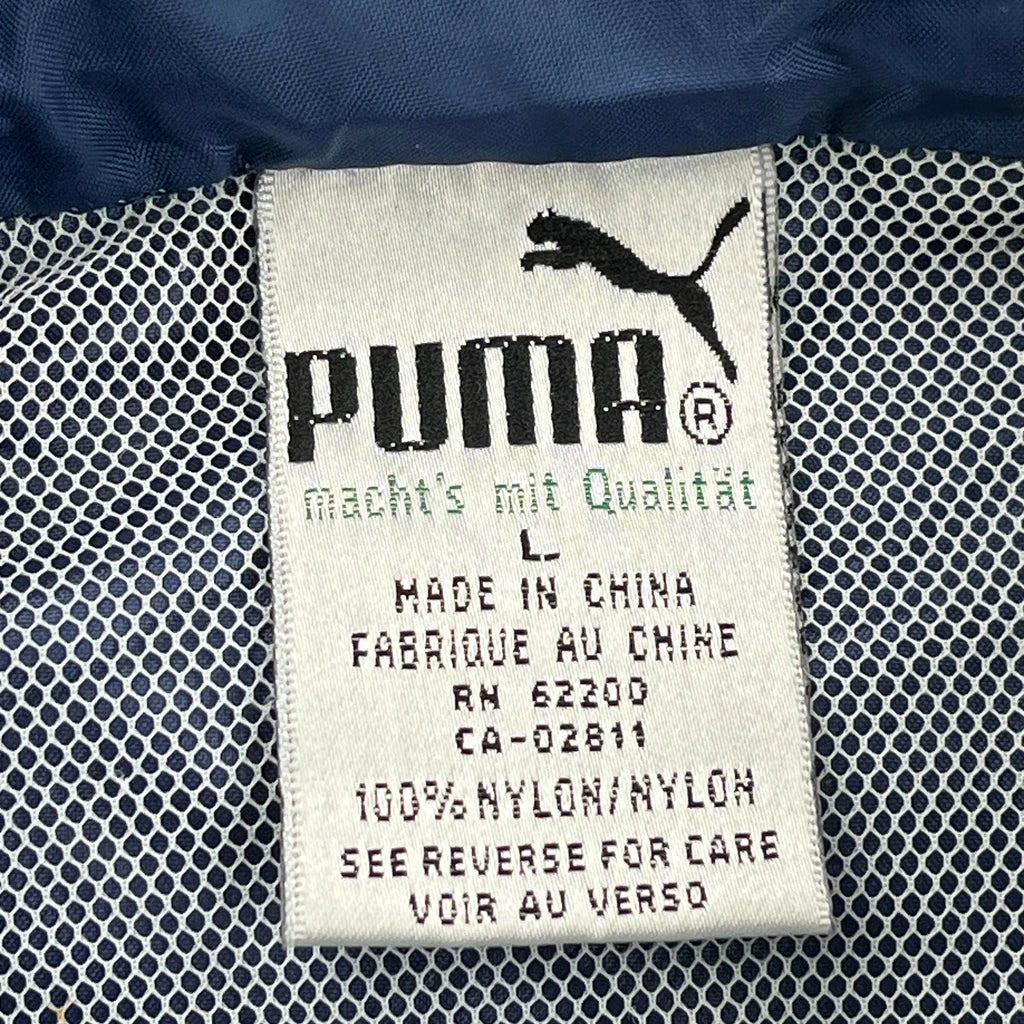 PUMA®
macht's mit Qualität
L
MADE IN CHINA
FABRIQUE AU CHINE
RN 62200
CA-02811
100% NYLON/NYLON
SEE REVERSE FOR CARE
VOIR AU VERSO